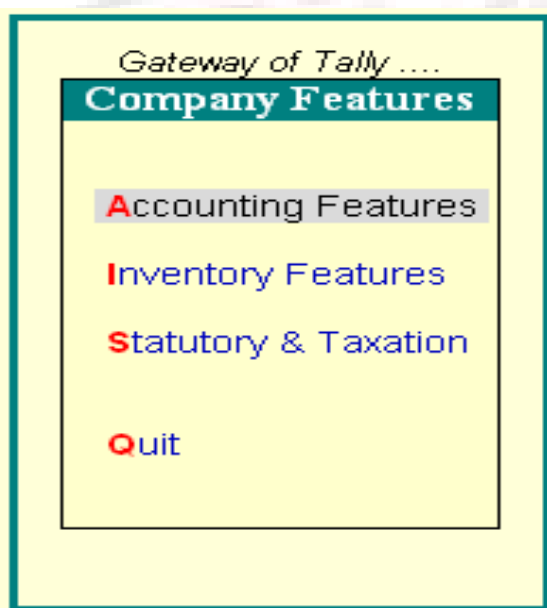 Gateway of Tally ....
Company Features
Accounting Features
Inventory Features
Statutory & Taxation
Quit